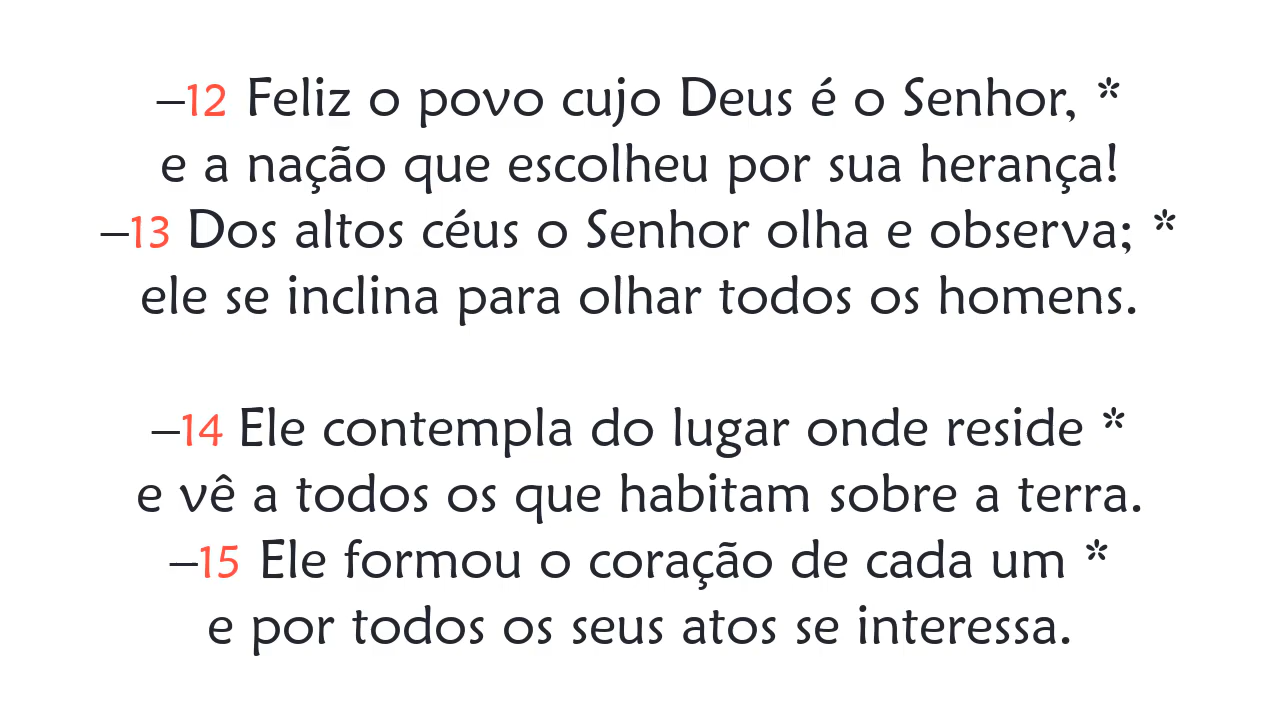 –12 Feliz o povo cujo Deus é o Senhor, *
e a nação que escolheu por sua herança!
–13 Dos altos céus o Senhor olha e observa; *
ele se inclina para olhar todos os homens.
–14 Ele contempla do lugar onde reside *
e vê a todos os que habitam sobre a terra.
–15 Ele formou o coração de cada um *
e por todos os seus atos se interessa.